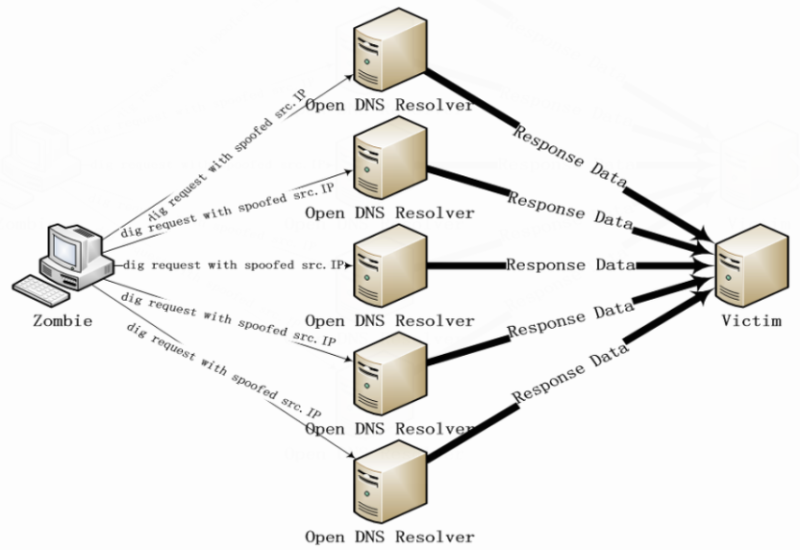 Open DNS Resolver
dig request with spoofed src.IP
Response Data
dig request with spoofed src.IP
Open DNS Resolver
Response Data
dig request with spoofed src.IP
Response Data
Zombie
Open DNS Resolver
Victim
dig request with spoofed src.IP
Response Data
dig request with spoofed src.IP
Response Data
Open DNS Resolver
Open DNS Resolver